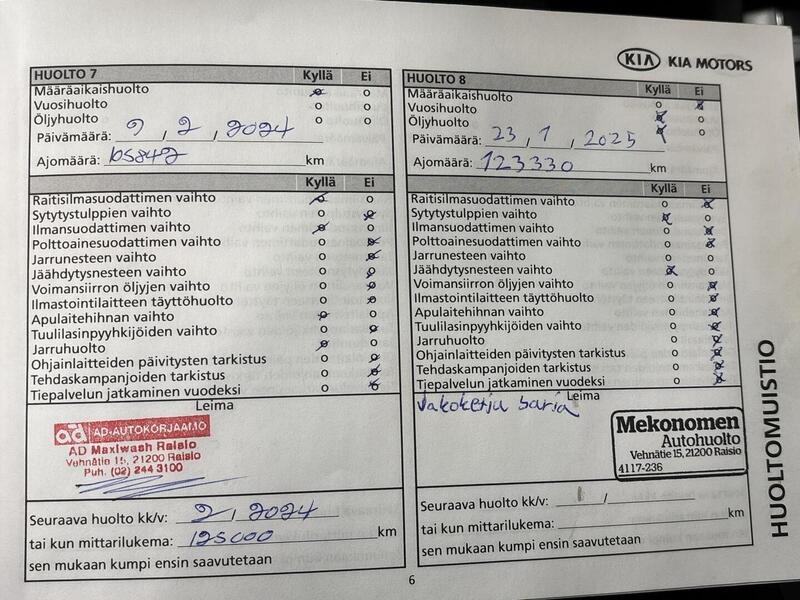 KIA KIA MOTORS
HUOLTO 7 Kyllä Ei
Määräaikaishuolto
Vuosihuolto
Öljyhuolto
Päivämäärä: 9 , 2 , 2024
Ajomäärä: 105842 km
Kyllä Ei
Raitisilmasuodattimen vaihto
Sytytystulppien vaihto
Ilmansuodattimen vaihto
Polttoainesuodattimen vaihto
Jarrunesteen vaihto
Jäähdytysnesteen vaihto
Voimansiirron öljyjen vaihto
Ilmastointilaitteen täyttöhuolto
Apulaitehihnan vaihto
Tuulilasinpyyhkijöiden vaihto
Jarruhuolto
Ohjainlaitteiden päivitysten tarkistus
Tehdaskampanjoiden tarkistus
Tiepalvelun jatkaminen vuodeksi
Leima
ad AD-AUTOKORJAAMO
AD Maxiwash Raisio
Vehnätie 15, 21200 Raisio
Puh. (02) 244 3100
Seuraava huolto kk/v: 2 / 2024
tai kun mittarilukema: 125000 km
sen mukaan kumpi ensin saavutetaan
HUOLTO 8 Kyllä Ei
Määräaikaishuolto
Vuosihuolto
Öljyhuolto
Päivämäärä: 23 , 1 , 2025
Ajomäärä: 123330 km
Kyllä Ei
Raitisilmasuodattimen vaihto
Sytytystulppien vaihto
Ilmansuodattimen vaihto
Polttoainesuodattimen vaihto
Jarrunesteen vaihto
Jäähdytysnesteen vaihto
Voimansiirron öljyjen vaihto
Ilmastointilaitteen täyttöhuolto
Apulaitehihnan vaihto
Tuulilasinpyyhkijöiden vaihto
Jarruhuolto
Ohjainlaitteiden päivitysten tarkistus
Tehdaskampanjoiden tarkistus
Tiepalvelun jatkaminen vuodeksi
Leima
Mekonomen
Autohuolto
Vehnätie 15, 21200 Raisio
4117-236
Seuraava huolto kk/v: /
tai kun mittarilukema: km
sen mukaan kumpi ensin saavutetaan
HUOLTOMUISTIO
6